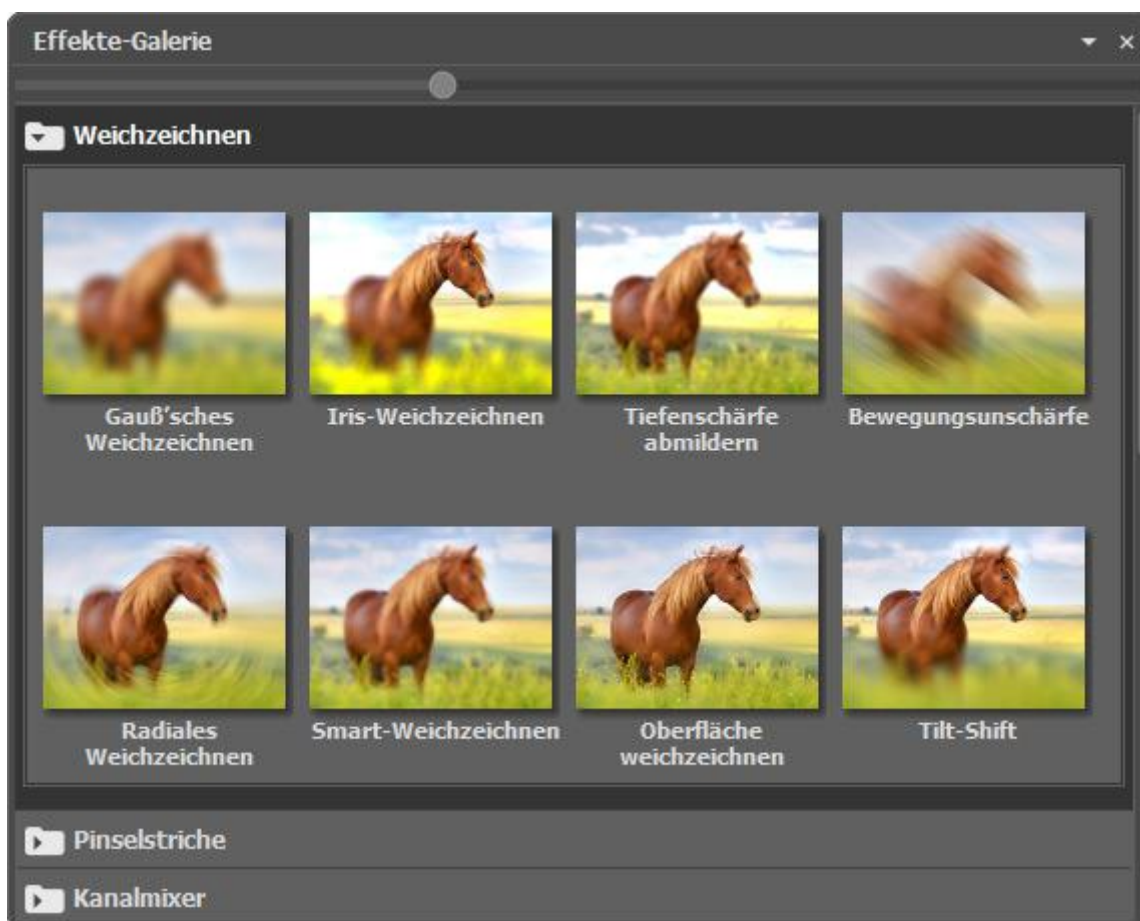 Effekte-Galerie
Weichzeichnen
Gauß'sches
Weichzeichnen
Iris-Weichzeichnen
Tiefenschärfe
abmildern
Bewegungsunschärfe
Radiales
Weichzeichnen
Smart-Weichzeichnen
Oberfläche
weichzeichnen
Tilt-Shift
Pinselstriche
Kanalmixer